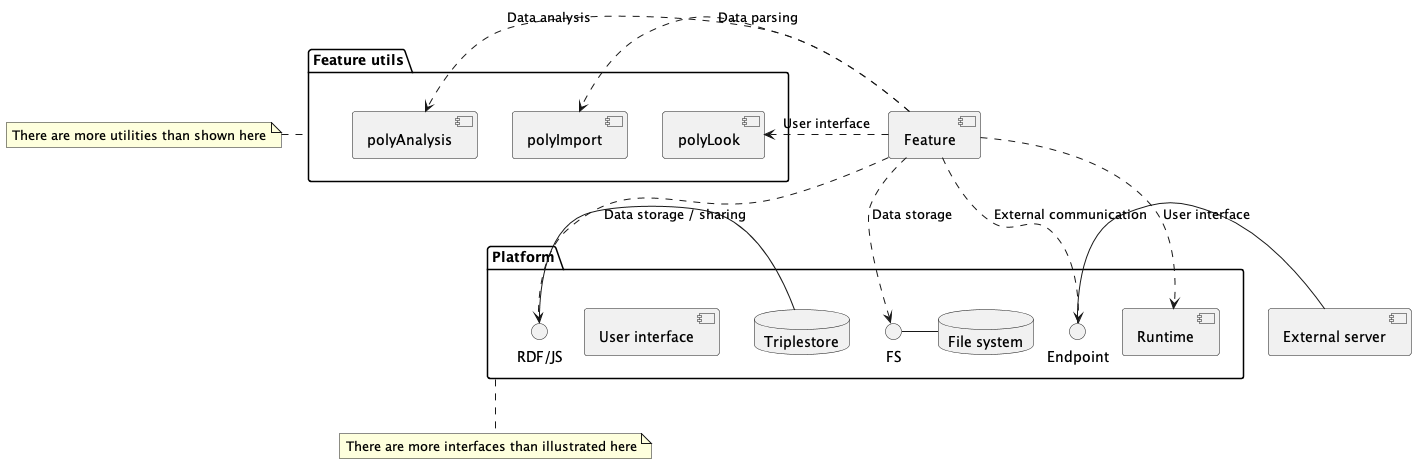 Data analysis
Data parsing
Feature utils
There are more utilities than shown here
polyAnalysis
polyImport
polyLook
User interface
Feature
Data storage / sharing
Data storage
External communication
User interface
Platform
RDF/JS
User interface
Triplestore
FS
File system
Endpoint
Runtime
External server
There are more interfaces than illustrated here